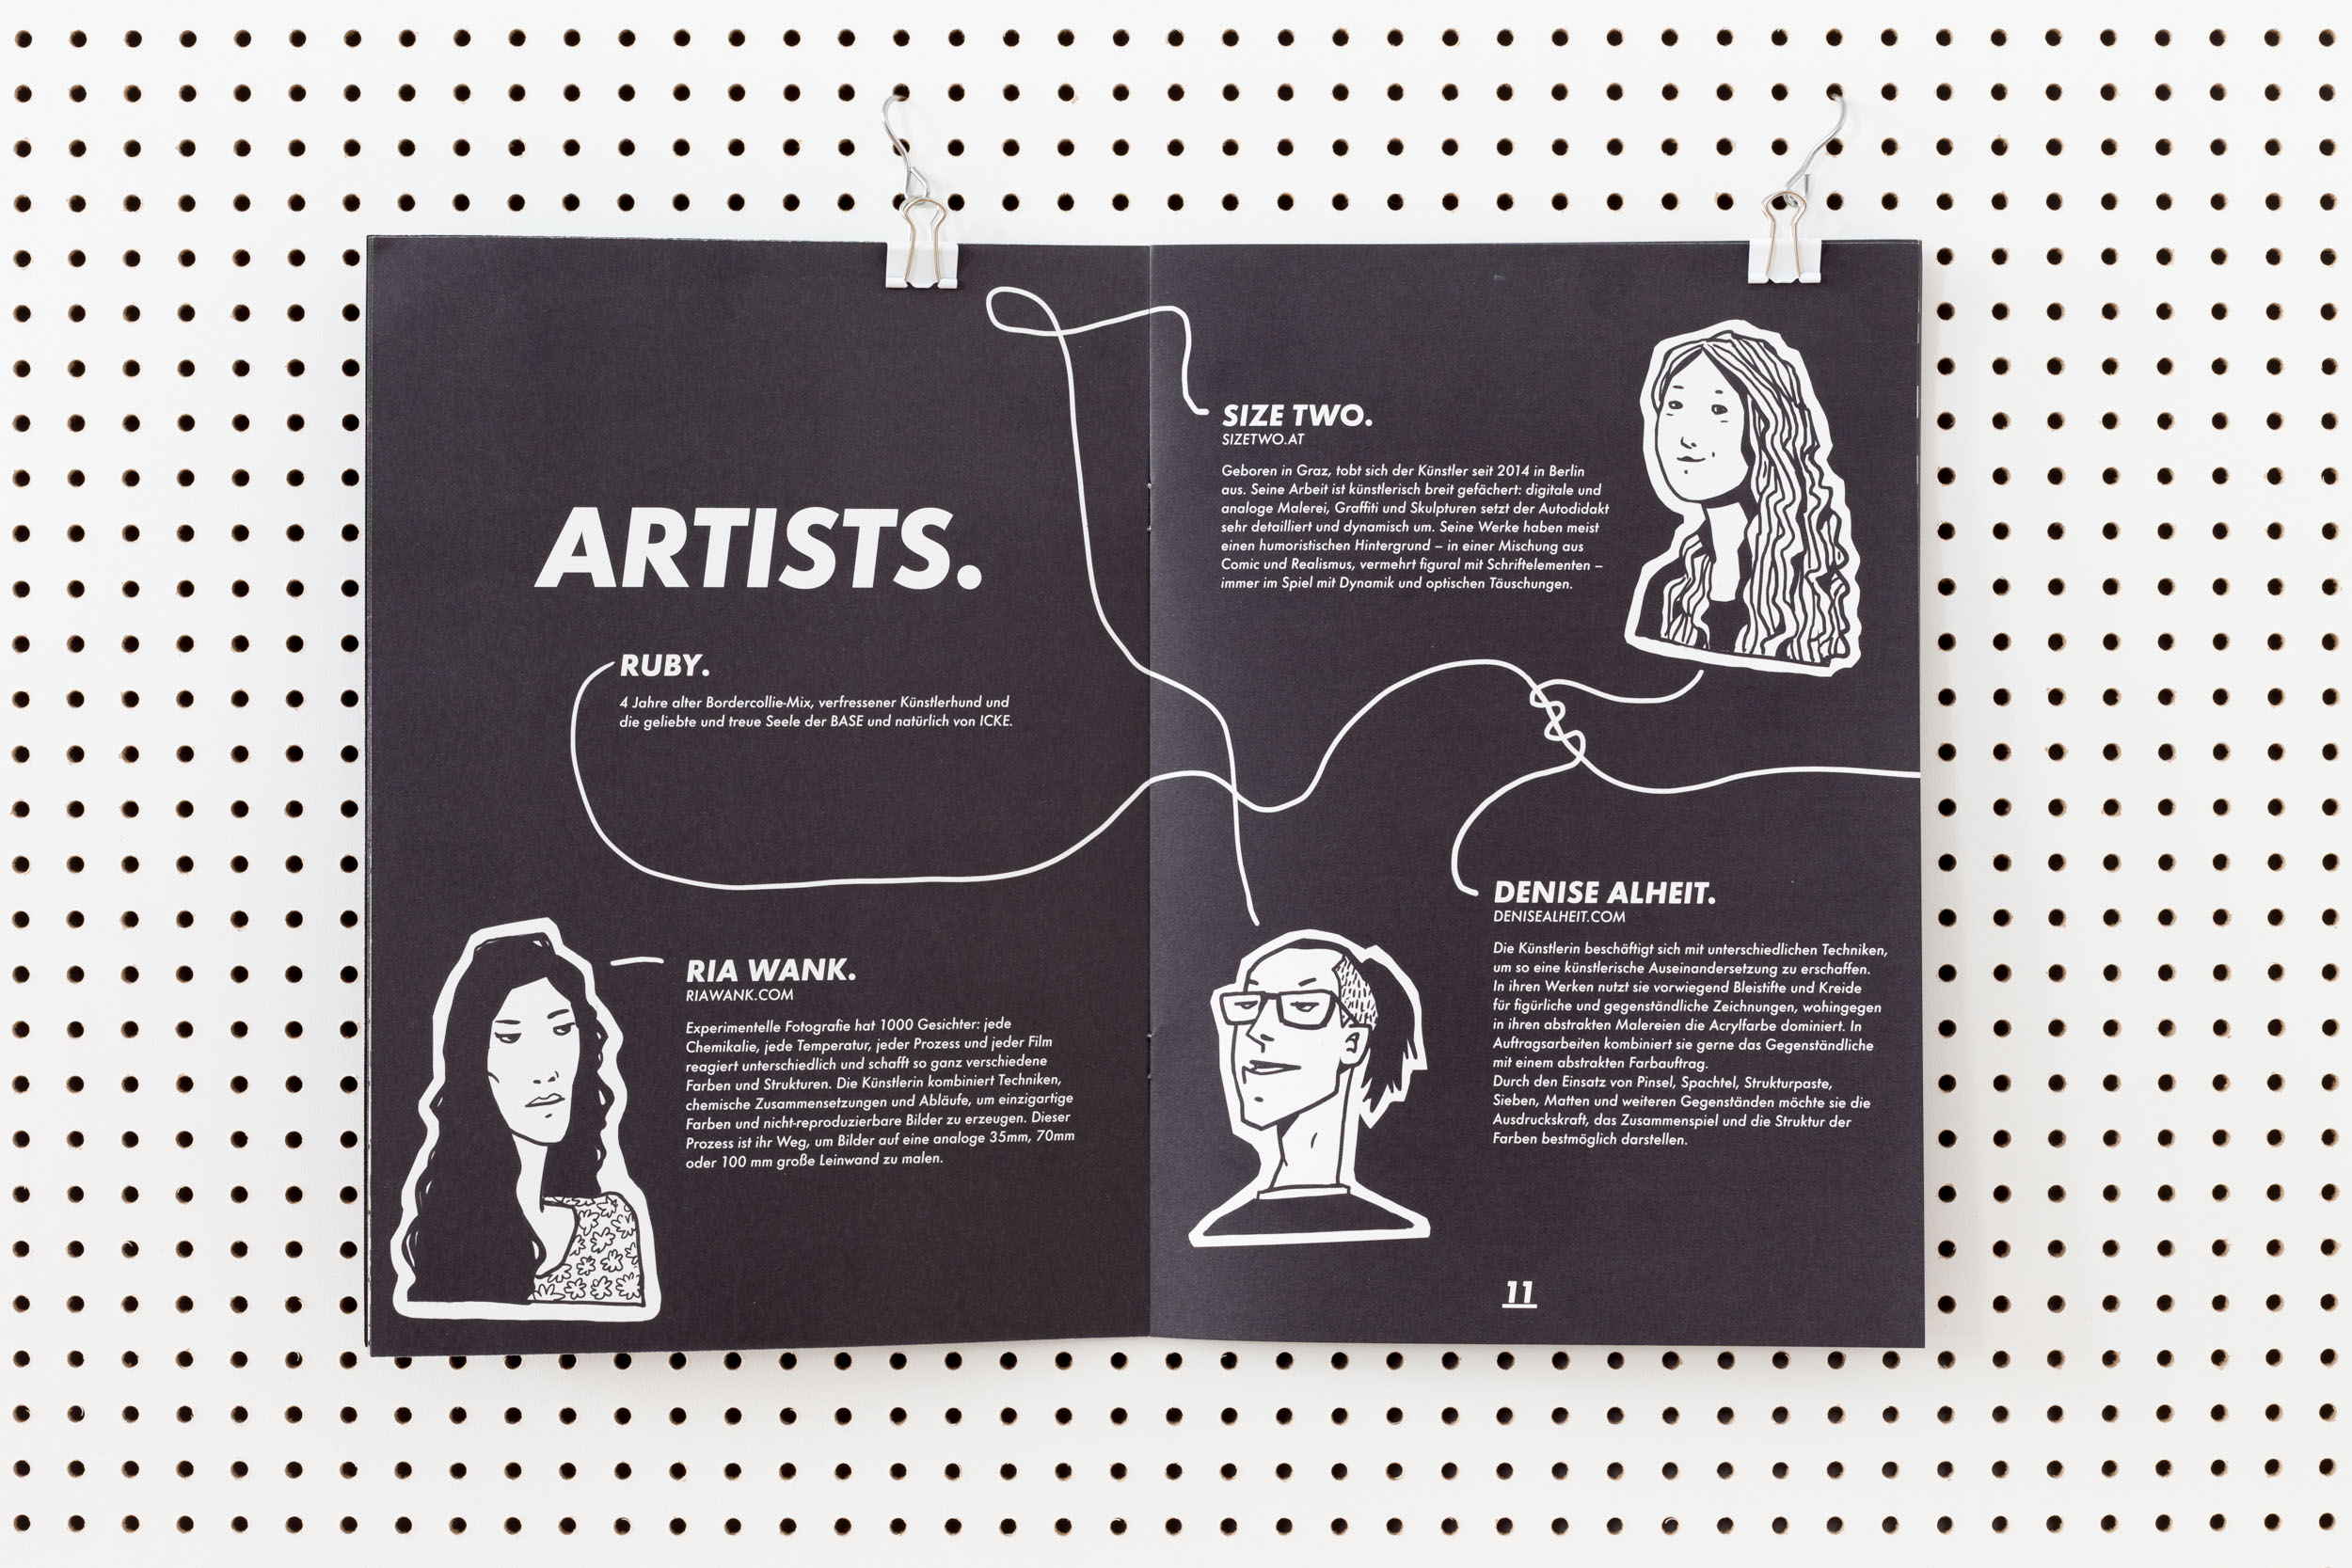 ARTISTS.
RUBY.
4 Jahre alter Bordercollie-Mix, verfressener Künstlerhund und
die geliebte und treue Seele der BASE und natürlich von ICKE.
RIA WANK.
RIAWANK.COM
Experimentelle Fotografie hat 1000 Gesichter: jede
Chemikalie, jede Temperatur, jeder Prozess und jeder Film
reagiert unterschiedlich und schafft so ganz verschiedene
Farben und Strukturen. Die Künstlerin kombiniert Techniken,
chemische Zusammensetzungen und Abläufe, um einzigartige
Farben und nicht-reproduzierbare Bilder zu erzeugen. Dieser
Prozess ist ihr Weg, um Bilder auf eine analoge 35mm, 70mm
oder 100 mm große Leinwand zu malen.
SIZE TWO.
SIZETWO.AT
Geboren in Graz, tobt sich der Künstler seit 2014 in Berlin
aus. Seine Arbeit ist künstlerisch breit gefächert: digitale und
analoge Malerei, Graffiti und Skulpturen setzt der Autodidakt
sehr detailliert und dynamisch um. Seine Werke haben meist
einen humoristischen Hintergrund – in einer Mischung aus
Comic und Realismus, vermehrt figural mit Schriftelementen –
immer im Spiel mit Dynamik und optischen Täuschungen.
DENISE ALHEIT.
DENISEALHEIT.COM
Die Künstlerin beschäftigt sich mit unterschiedlichen Techniken,
um so eine künstlerische Auseinandersetzung zu erschaffen.
In ihren Werken nutzt sie vorwiegend Bleistifte und Kreide
für figürliche und gegenständliche Zeichnungen, wohingegen
in ihren abstrakten Malereien die Acrylfarbe dominiert. In
Auftragsarbeiten kombiniert sie gerne das Gegenständliche
mit einem abstrakten Farbauftrag.
Durch den Einsatz von Pinsel, Spachtel, Strukturpaste,
Sieben, Matten und weiteren Gegenständen möchte sie die
Ausdruckskraft, das Zusammenspiel und die Struktur der
Farben bestmöglich darstellen.
11